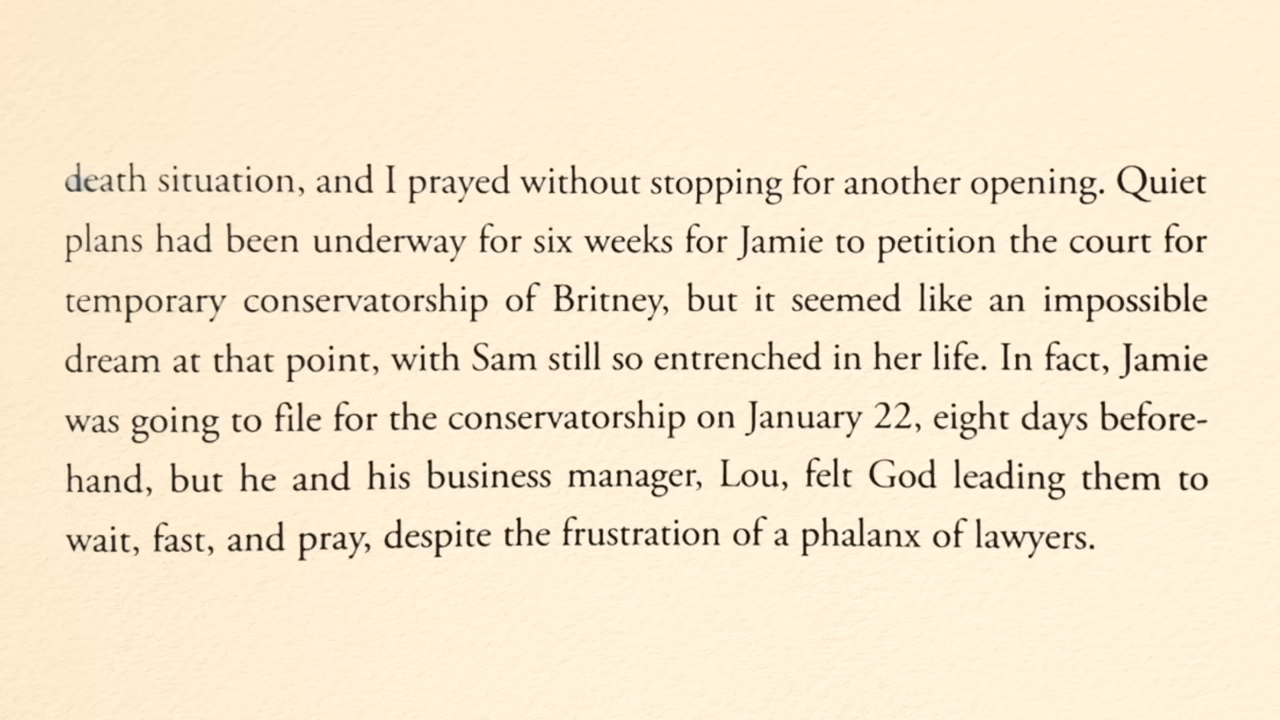 death situation, and I prayed without stopping for another opening. Quiet
plans had been underway for six weeks for Jamie to petition the court for
temporary conservatorship of Britney, but it seemed like an impossible
dream at that point, with Sam still so entrenched in her life. In fact, Jamie
was going to file for the conservatorship on January 22, eight days before-
hand, but he and his business manager, Lou, felt God leading them to
wait, fast, and pray, despite the frustration of a phalanx of lawyers.